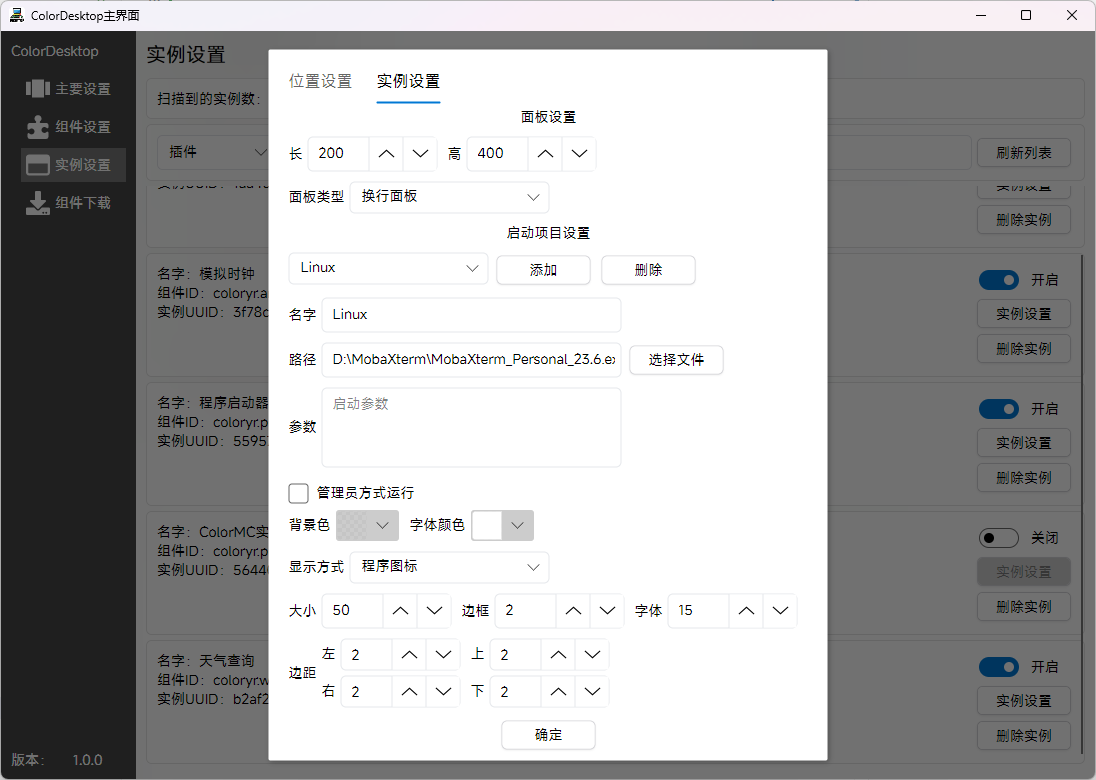 ColorDesktop主界面
ColorDesktop
主要设置
组件设置
实例设置
组件下载
版本： 1.0.0
实例设置
扫描到的实例数：
插件
刷新列表
实例设置
删除实例
名字：模拟时钟
组件ID：coloryr.a
实例UUID：3f78
开启
实例设置
删除实例
名字：程序启动器
组件ID：coloryr.p
实例UUID：5595
开启
实例设置
删除实例
名字：ColorMC实
组件ID：coloryr.p
实例UUID：5644
关闭
实例设置
删除实例
名字：天气查询
组件ID：coloryr.w
实例UUID：b2af2
开启
实例设置
删除实例
位置设置 实例设置
面板设置
长 200 高 400
面板类型 换行面板
启动项目设置
Linux 添加 删除
名字 Linux
路径 D:\MobaXterm\MobaXterm_Personal_23.6.ex 选择文件
参数 启动参数
管理员方式运行
背景色 字体颜色
显示方式 程序图标
大小 50 边框 2 字体 15
边距
左 2 上 2
右 2 下 2
确定